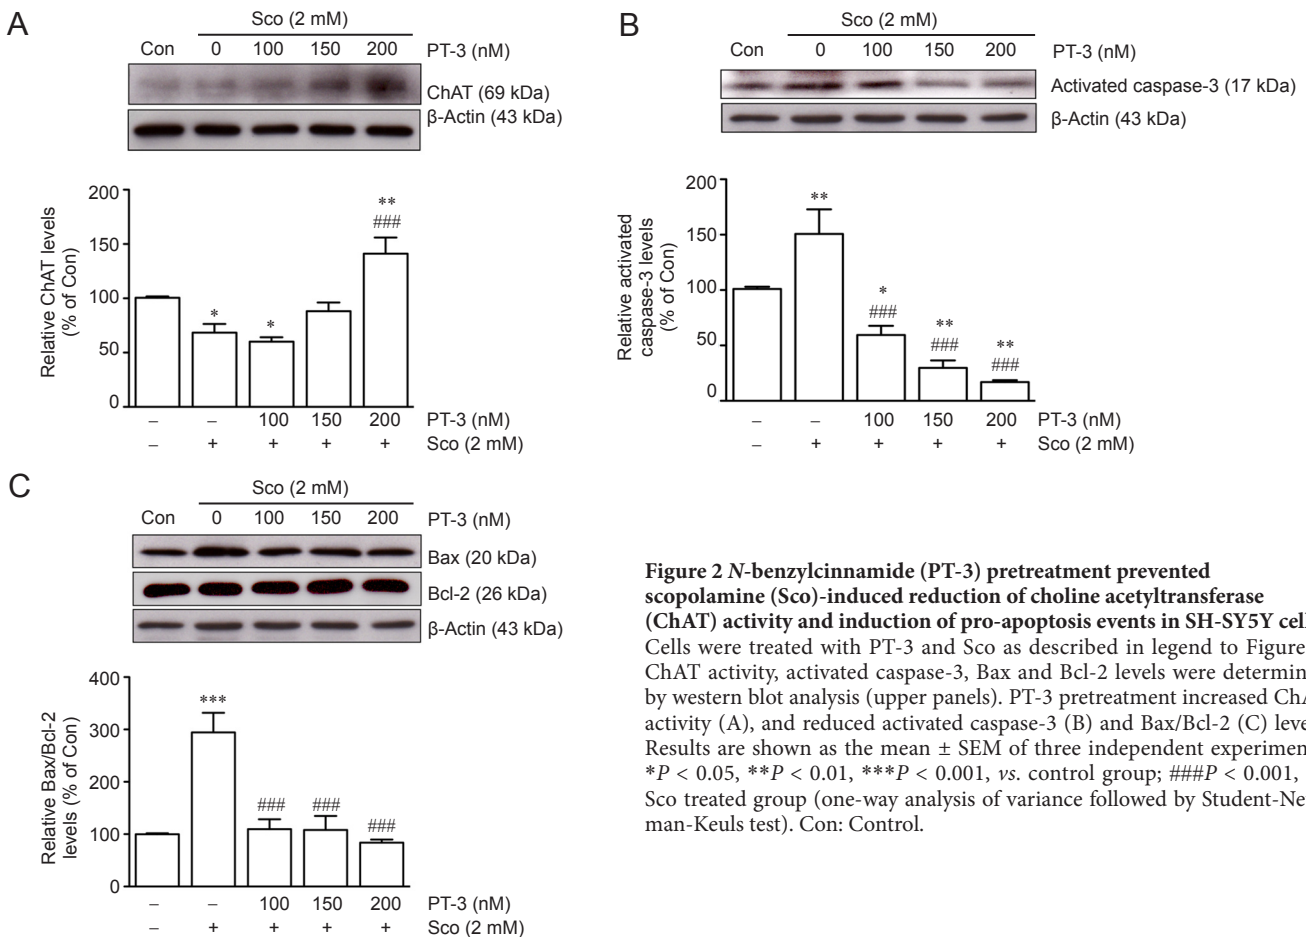 A
Sco (2 mM)
Con 0 100 150 200 PT-3 (nM)
ChAT (69 kDa)
β-Actin (43 kDa)
Relative ChAT levels
(% of Con)
200
150
100
50
0
** 
###
* *
– – 100 150 200 PT-3 (nM)
– + + + + Sco (2 mM)
B
Sco (2 mM)
Con 0 100 150 200 PT-3 (nM)
Activated caspase-3 (17 kDa)
β-Actin (43 kDa)
Relative activated
caspase-3 levels
(% of Con)
200
150
100
50
0
**
* ** **
### ### ###
– – 100 150 200 PT-3 (nM)
– + + + + Sco (2 mM)
C
Sco (2 mM)
Con 0 100 150 200 PT-3 (nM)
Bax (20 kDa)
Bcl-2 (26 kDa)
β-Actin (43 kDa)
Relative Bax/Bcl-2
levels (% of Con)
400
300
200
100
0
***
### ### ###
– – 100 150 200 PT-3 (nM)
– + + + + Sco (2 mM)
Figure 2 N-benzylcinnamide (PT-3) pretreatment prevented
scopolamine (Sco)-induced reduction of choline acetyltransferase
(ChAT) activity and induction of pro-apoptosis events in SH-SY5Y cell
Cells were treated with PT-3 and Sco as described in legend to Figure
ChAT activity, activated caspase-3, Bax and Bcl-2 levels were determin
by western blot analysis (upper panels). PT-3 pretreatment increased ChA
activity (A), and reduced activated caspase-3 (B) and Bax/Bcl-2 (C) leve
Results are shown as the mean ± SEM of three independent experimen
*P < 0.05, **P < 0.01, ***P < 0.001, vs. control group; ###P < 0.001,
Sco treated group (one-way analysis of variance followed by Student-Ne
man-Keuls test). Con: Control.